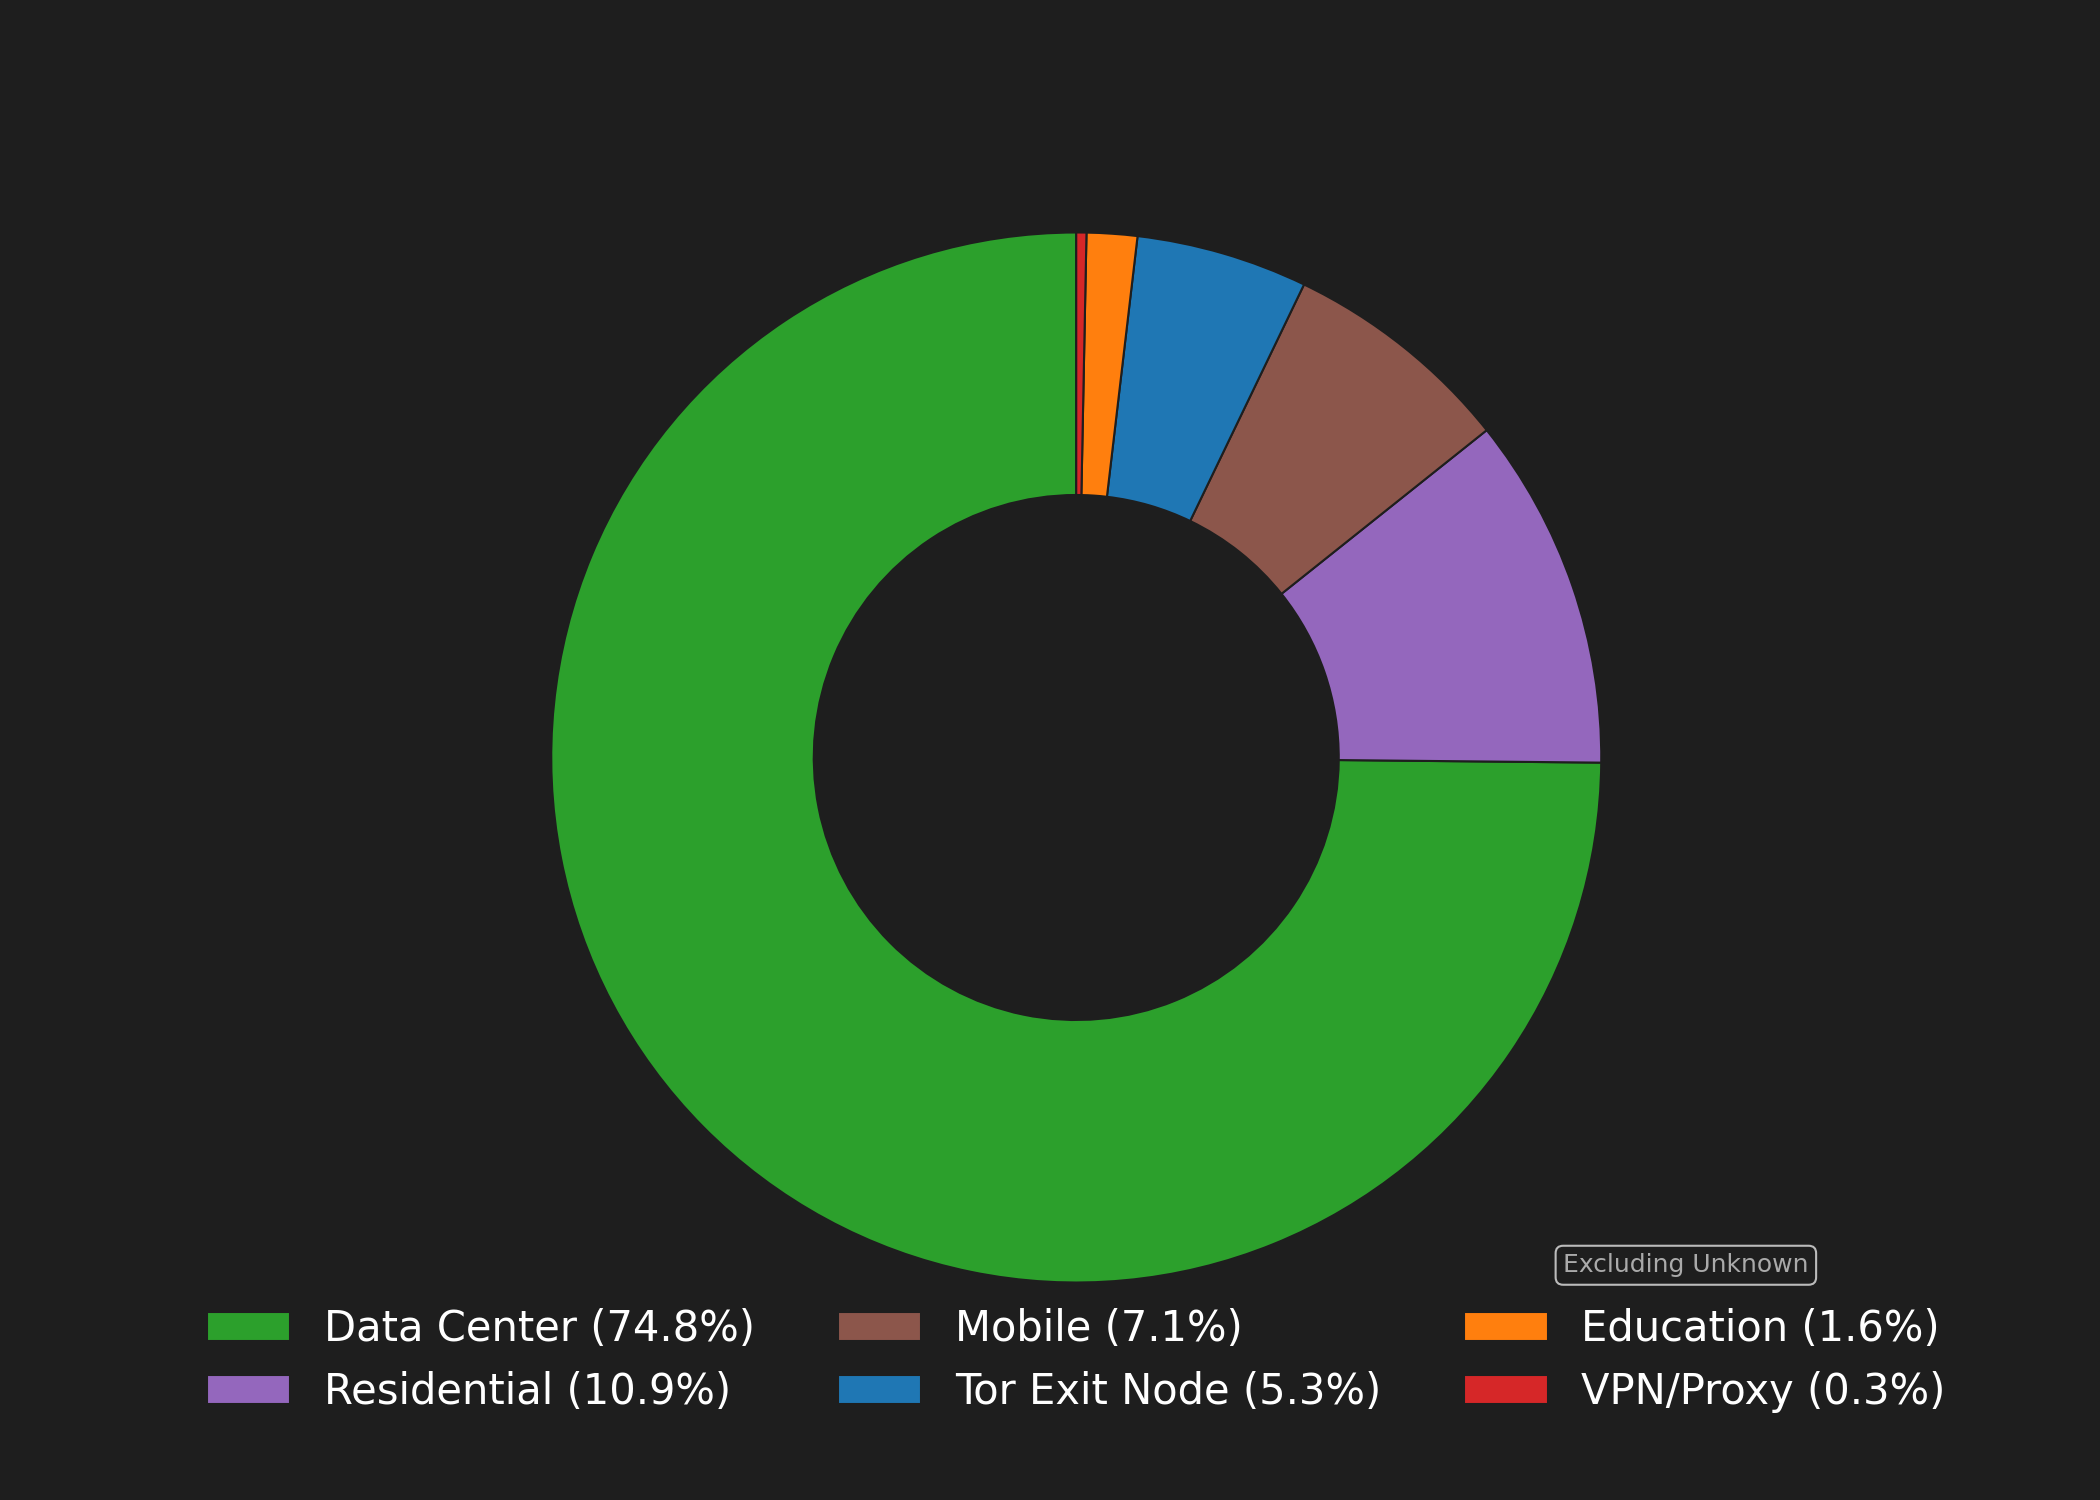 Excluding Unknown
Data Center (74.8%)
Residential (10.9%)
Mobile (7.1%)
Tor Exit Node (5.3%)
Education (1.6%)
VPN/Proxy (0.3%)